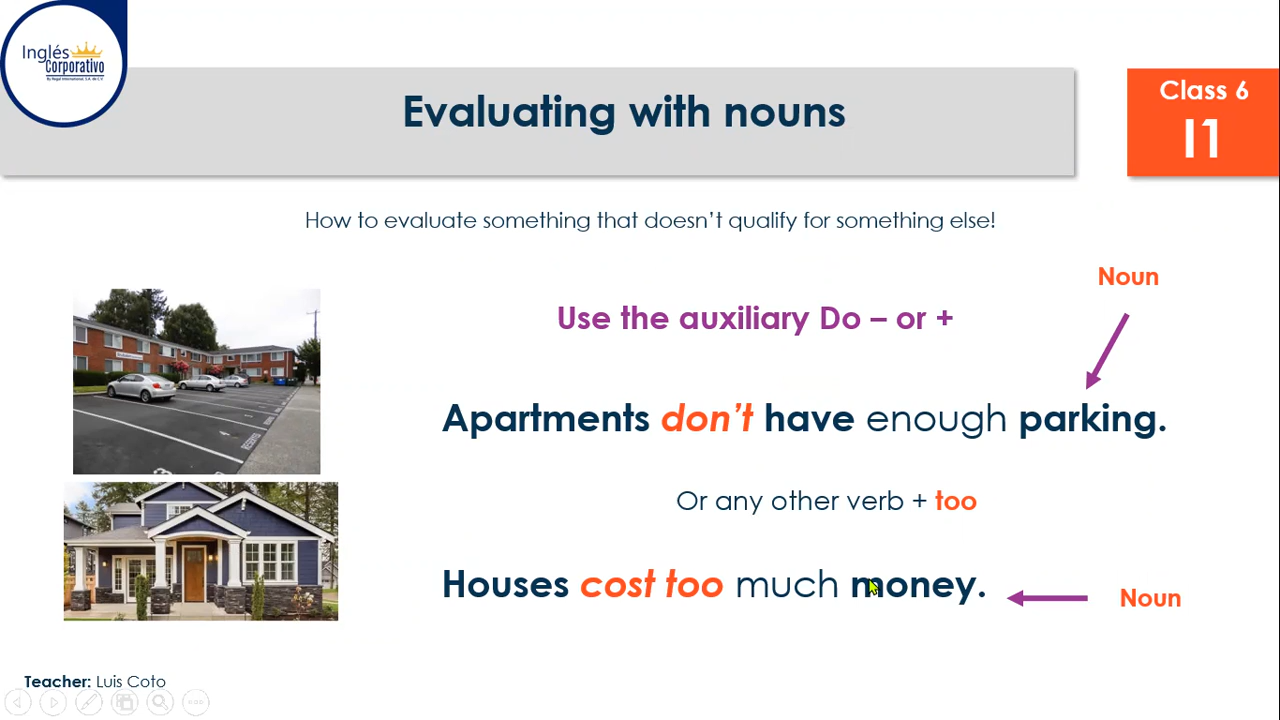 Inglés
Corporativo
By Regal International, S.A. de C.V.
Evaluating with nouns
Class 6
I1
How to evaluate something that doesn’t qualify for something else!
Noun
Use the auxiliary Do – or +
Apartments don’t have enough parking.
Or any other verb + too
Houses cost too much money.
Noun
Teacher: Luis Coto